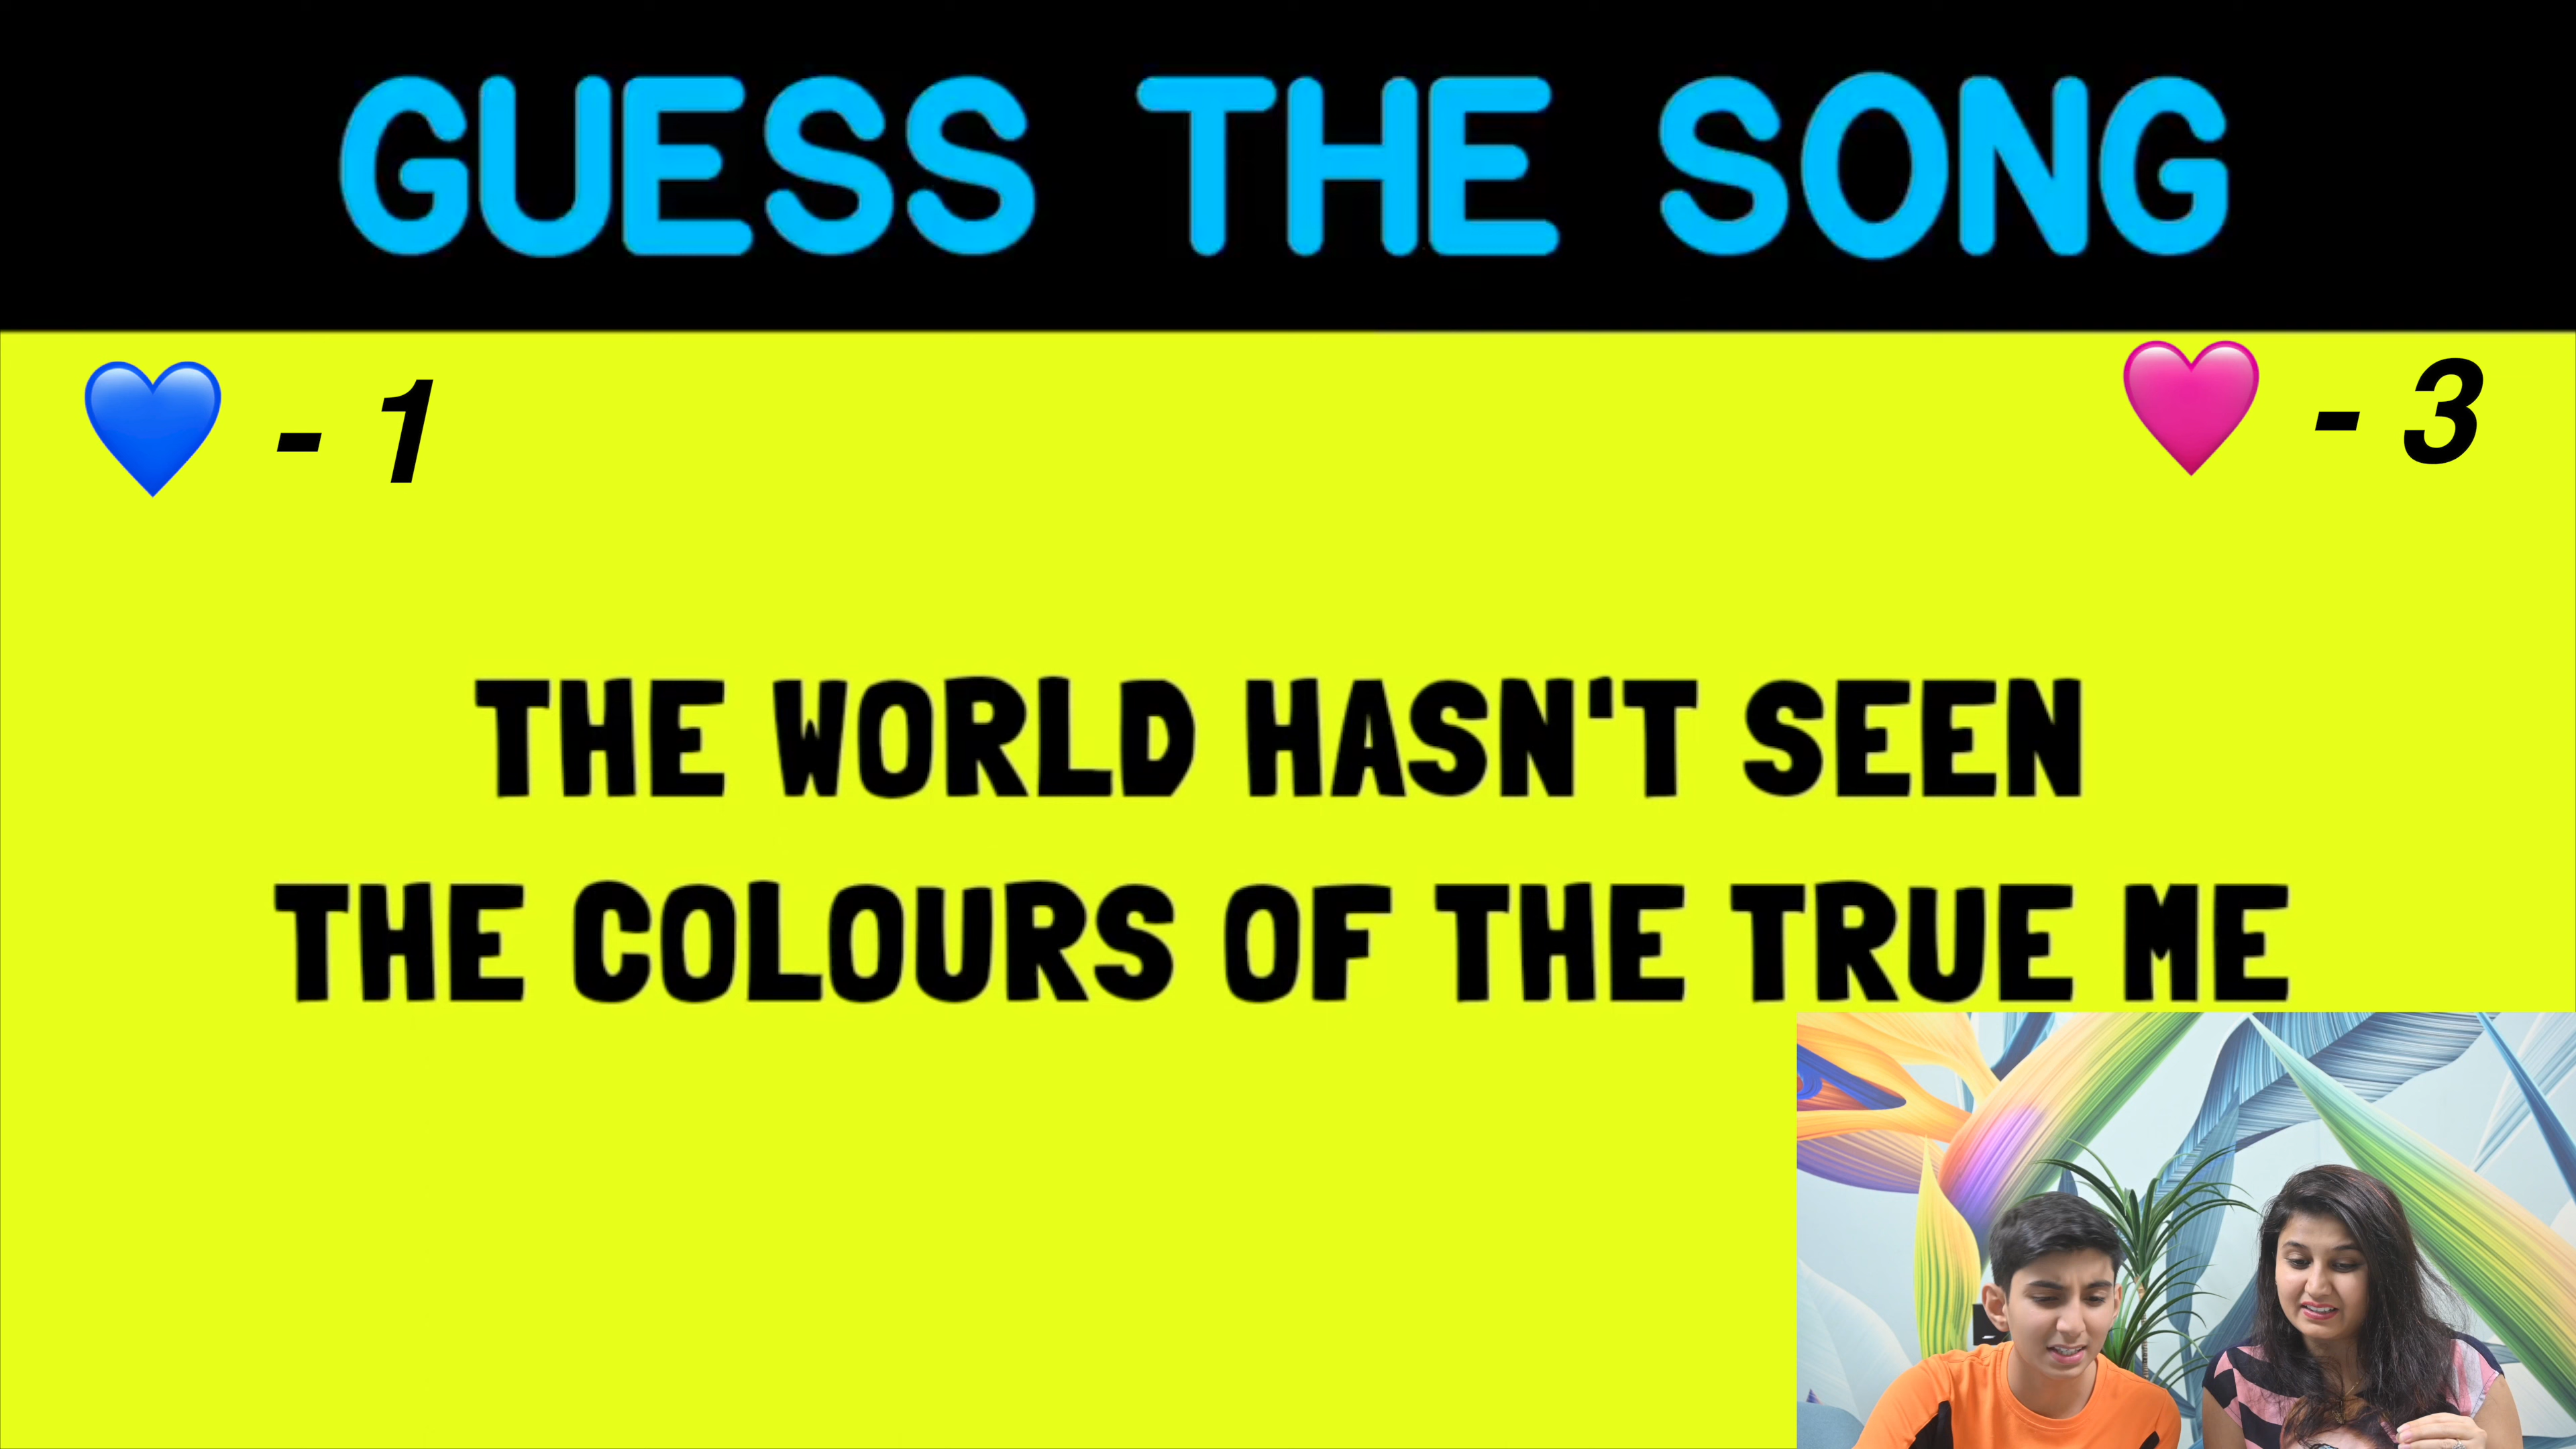 GUESS THE SONG
💙 - 1
🩷 - 3
THE WORLD HASN'T SEEN
THE COLOURS OF THE TRUE ME